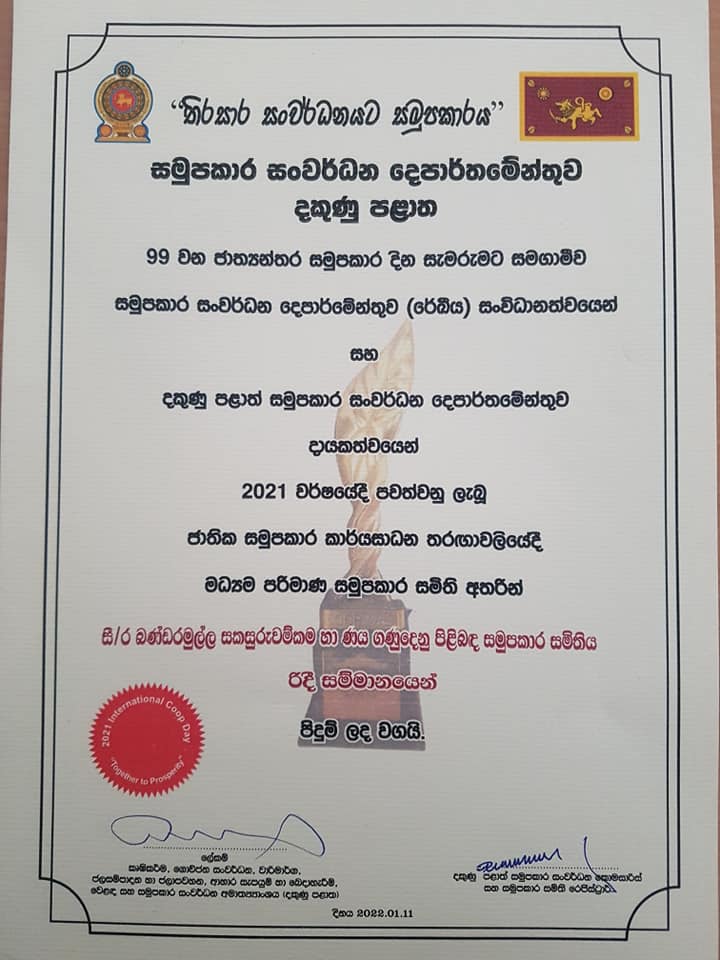 “තිරසාර සංවර්ධනයට සමුපකාරය”
සමුපකාර සංවර්ධන දෙපාර්තමේන්තුව
දකුණු පළාත
99 වන ජාත්‍යන්තර සමුපකාර දින සැමරුමට සමගාමීව
සමුපකාර සංවර්ධන දෙපාර්මේන්තුව (රේඛීය) සංවිධානත්වයෙන්
සහ
දකුණු පළාත් සමුපකාර සංවර්ධන දෙපාර්තමේන්තුව
දායකත්වයෙන්
2021 වර්ෂයේදී පවත්වනු ලැබූ
ජාතික සමුපකාර කාර්යසාධන තරඟාවලියේදී
මධ්‍යම පරිමාණ සමුපකාර සමිති අතරින්
සී/ර බණ්ඩාරමුල්ල සකසුරුවම්කම හා ණය ගණුදෙනු පිළිබඳ සමුපකාර සමිතිය
රිදී සම්මානයෙන්
පිදුම් ලද වගයි.
2021 International Coop Day
"Together to Prosperity"
ලේකම්
කෘෂිකර්ම, ගොවිජන සංවර්ධන, වාරිමාර්ග,
ජලසම්පාදන හා ජලාපවහන, ආහාර සැපයුම් හා බෙදාහැරීම්,
වෙළඳ සහ සමුපකාර සංවර්ධන අමාත්‍යාංශය (දකුණු පළාත)
දකුණු පළාත් සමුපකාර සංවර්ධන කොමසාරිස්
සහ සමුපකාර සමිති රෙජිස්ට්‍රාර්
දිනය 2022.01.11